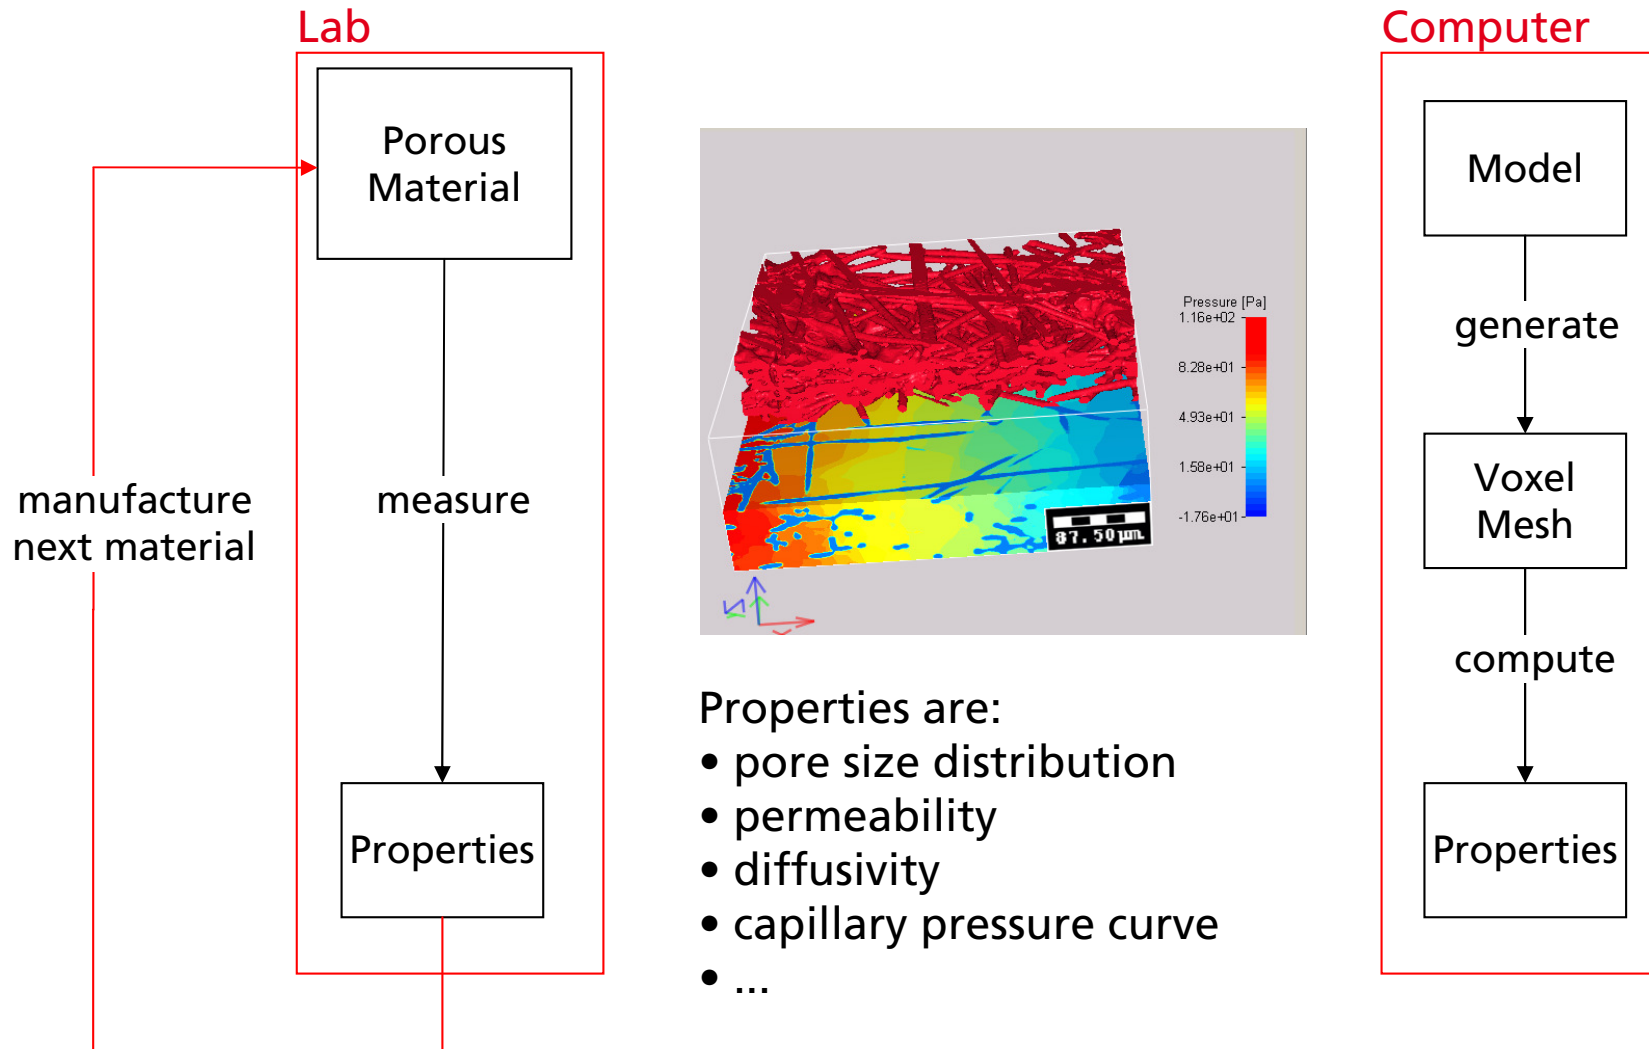 Lab
Porous
Material
measure
Properties
manufacture
next material
Pressure [Pa]
1.16e+02
8.28e+01
4.93e+01
1.58e+01
-1.76e+01
87.50µm
Properties are:
• pore size distribution
• permeability
• diffusivity
• capillary pressure curve
• ...
Computer
Model
generate
Voxel
Mesh
compute
Properties